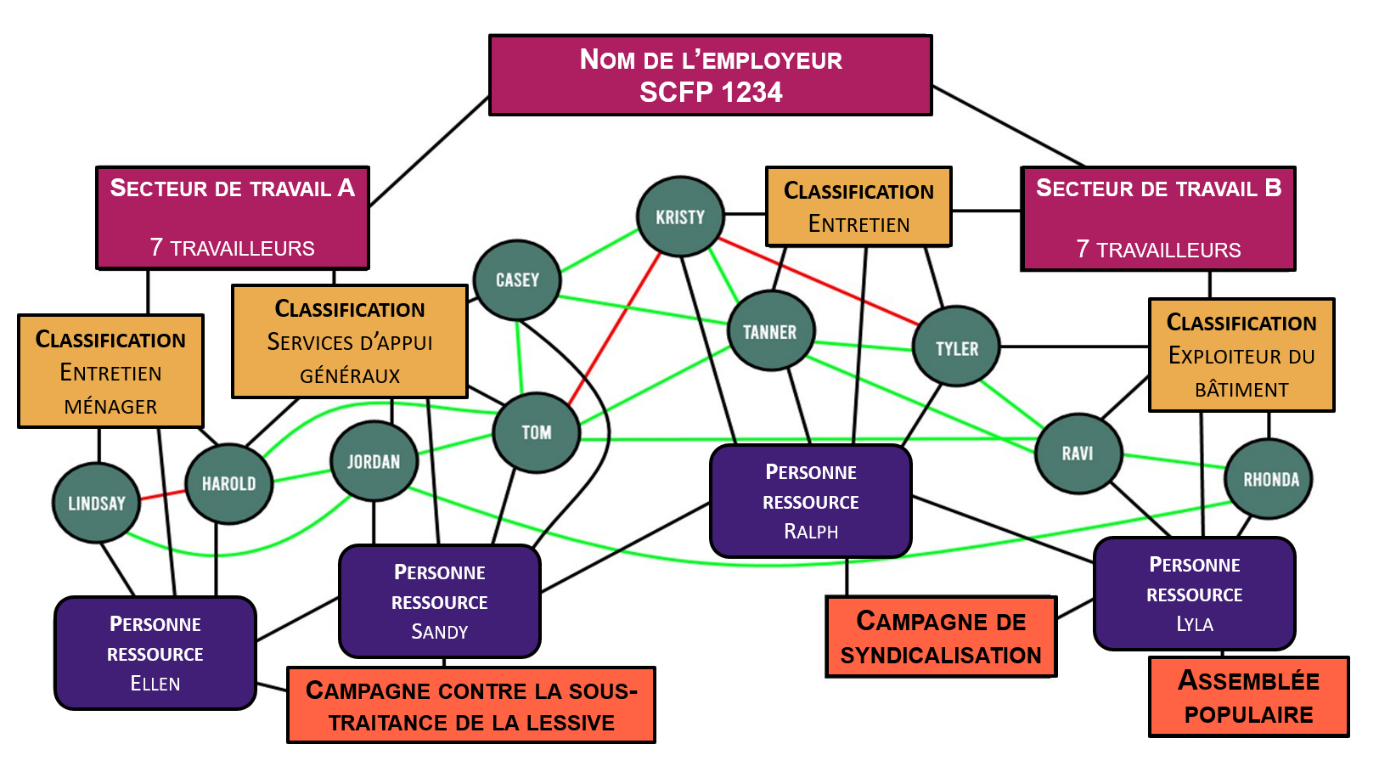 NOM DE L'EMPLOYEUR
SCFP 1234
SECTEUR DE TRAVAIL A
7 TRAVAILLEURS
SECTEUR DE TRAVAIL B
7 TRAVAILLEURS
CLASSIFICATION
ENTRETIEN
KRISTY
CASEY
CLASSIFICATION
SERVICES D'APPUI
GÉNÉRAUX
CLASSIFICATION
ENTRETIEN
MÉNAGER
CLASSIFICATION
EXPLOITEUR DU
BÂTIMENT
TANNER
TYLER
TOM
JORDAN
HAROLD
LINDSAY
RAVI
RHONDA
PERSONNE
RESSOURCE
RALPH
PERSONNE
RESSOURCE
SANDY
PERSONNE
RESSOURCE
LYLA
PERSONNE
RESSOURCE
ELLEN
CAMPAGNE DE
SYNDICALISATION
CAMPAGNE CONTRE LA SOUS-
TRAITANCE DE LA LESSIVE
ASSEMBLÉE
POPULAIRE